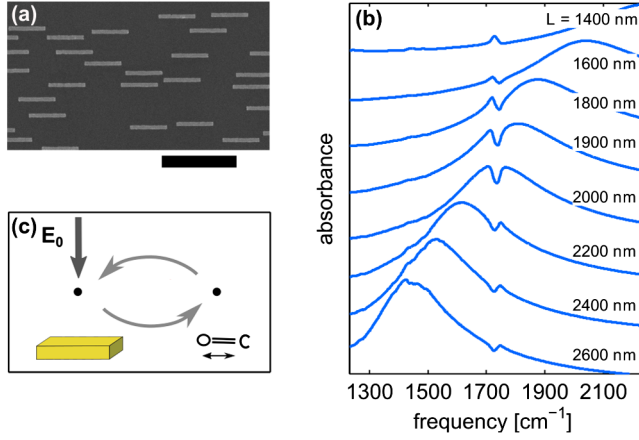 (a)
(b)
L = 1400 nm
1600 nm
1800 nm
1900 nm
2000 nm
2200 nm
2400 nm
2600 nm
absorbance
1300 1500 1700 1900 2100
frequency [cm⁻¹]
(c)
E₀
O=C